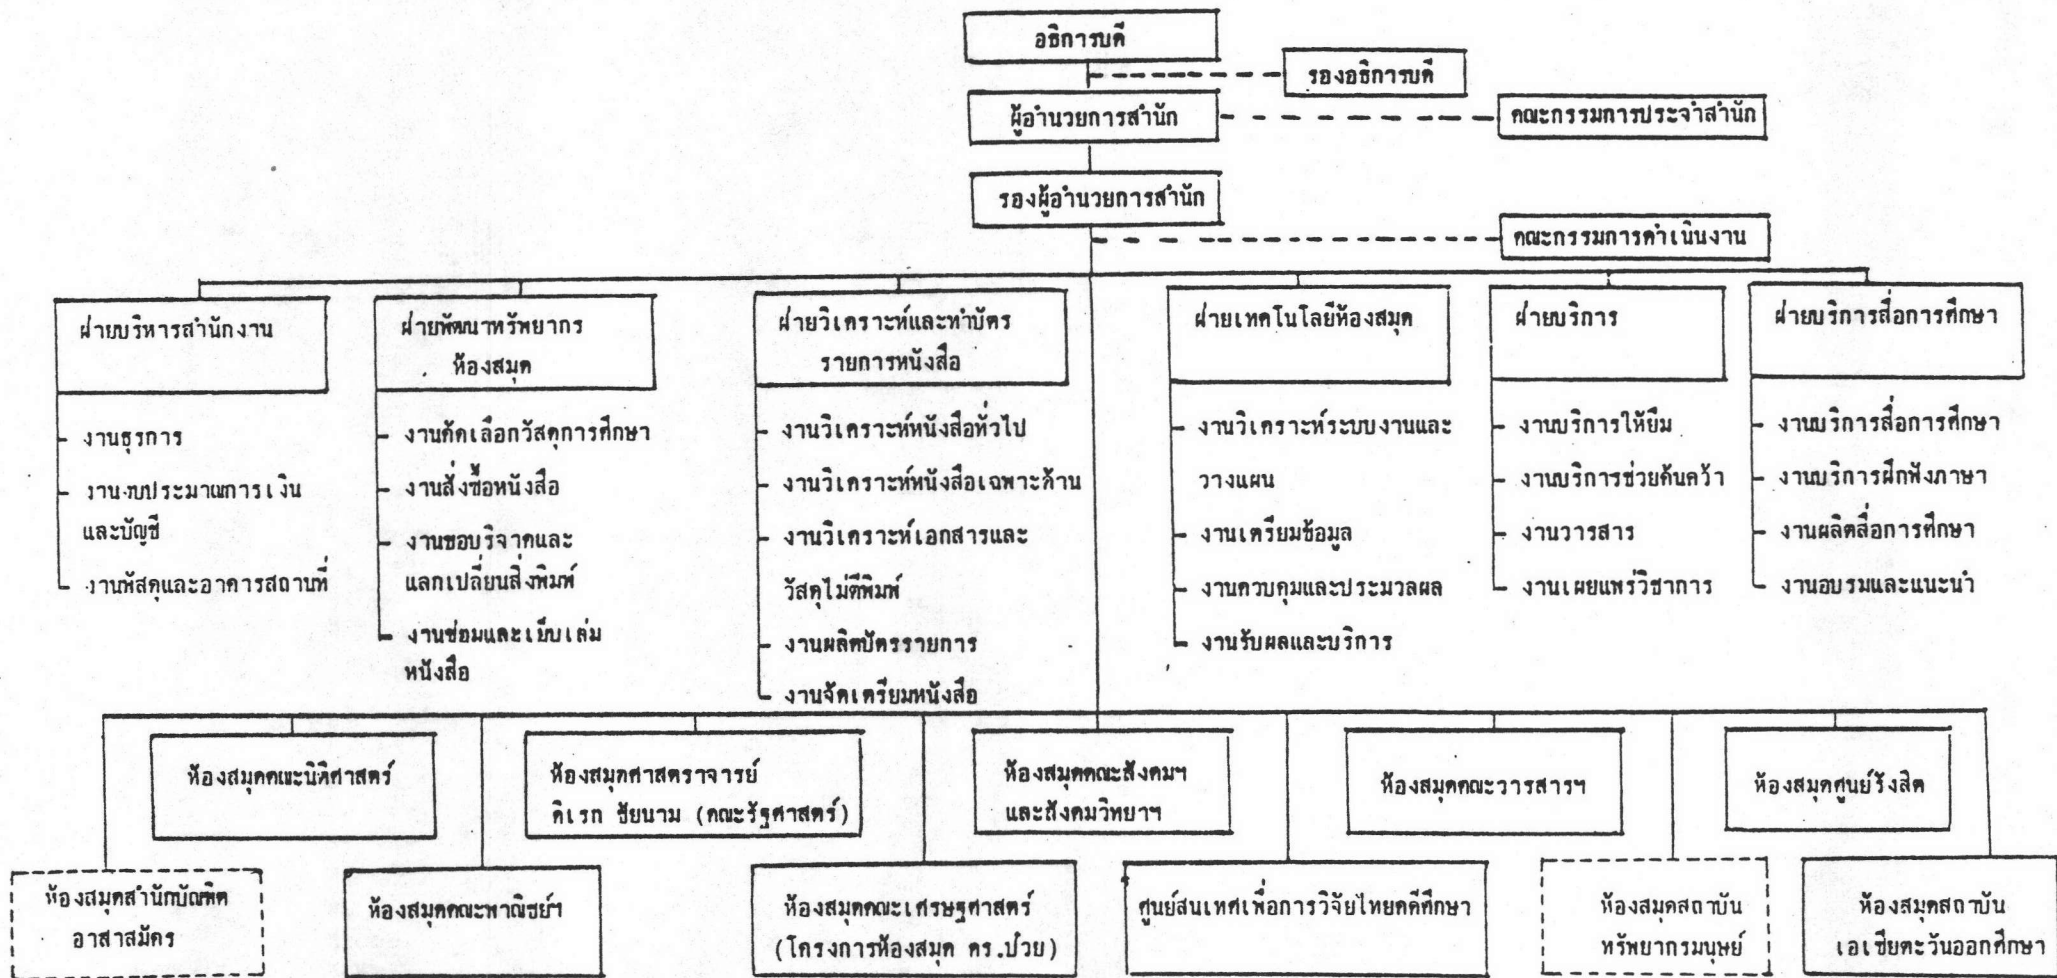 อธิการบดี
รองอธิการบดี
ผู้อำนวยการสำนัก
คณะกรรมการประจำสำนัก
รองผู้อำนวยการสำนัก
คณะกรรมการดำเนินงาน
ฝ่ายบริหารสำนักงาน
งานธุรการ
งานงบประมาณการเงิน
และบัญชี
งานพัสดุและอาคารสถานที่
ฝ่ายพัฒนาทรัพยากร
ห้องสมุด
งานคัดเลือกวัสดุการศึกษา
งานสั่งซื้อหนังสือ
งานขอบริจาคและ
แลกเปลี่ยนสิ่งพิมพ์
งานซ่อมและเย็บเล่ม
หนังสือ
ฝ่ายวิเคราะห์และทำบัตร
รายการหนังสือ
งานวิเคราะห์หนังสือทั่วไป
งานวิเคราะห์หนังสือเฉพาะด้าน
งานวิเคราะห์เอกสารและ
วัสดุไม่ตีพิมพ์
งานผลิตบัตรรายการ
งานจัดเตรียมหนังสือ
ฝ่ายเทคโนโลยีห้องสมุด
งานวิเคราะห์ระบบงานและ
วางแผน
งานเตรียมข้อมูล
งานควบคุมและประมวลผล
งานรับผลและบริการ
ฝ่ายบริการ
งานบริการให้ยืม
งานบริการช่วยค้นคว้า
งานวารสาร
งานเผยแพร่วิชาการ
ฝ่ายบริการสื่อการศึกษา
งานบริการสื่อการศึกษา
งานบริการฝึกฟังภาษา
งานผลิตสื่อการศึกษา
งานอบรมและแนะนำ
ห้องสมุดคณะนิติศาสตร์
ห้องสมุดศาสตราจารย์
ดิเรก ชัยนาม (คณะรัฐศาสตร์)
ห้องสมุดคณะสังคมฯ
และสังคมวิทยาฯ
ห้องสมุดคณะวารสารฯ
ห้องสมุดศูนย์รังสิต
ห้องสมุดสำนักบัณฑิต
อาสาสมัคร
ห้องสมุดคณะพาณิชย์ฯ
ห้องสมุดคณะเศรษฐศาสตร์
(โครงการห้องสมุด ดร.ป๋วย)
ศูนย์สนเทศเพื่อการวิจัยไทยคดีศึกษา
ห้องสมุดสถาบัน
ทรัพยากรมนุษย์
ห้องสมุดสถาบัน
เอเชียตะวันออกศึกษา